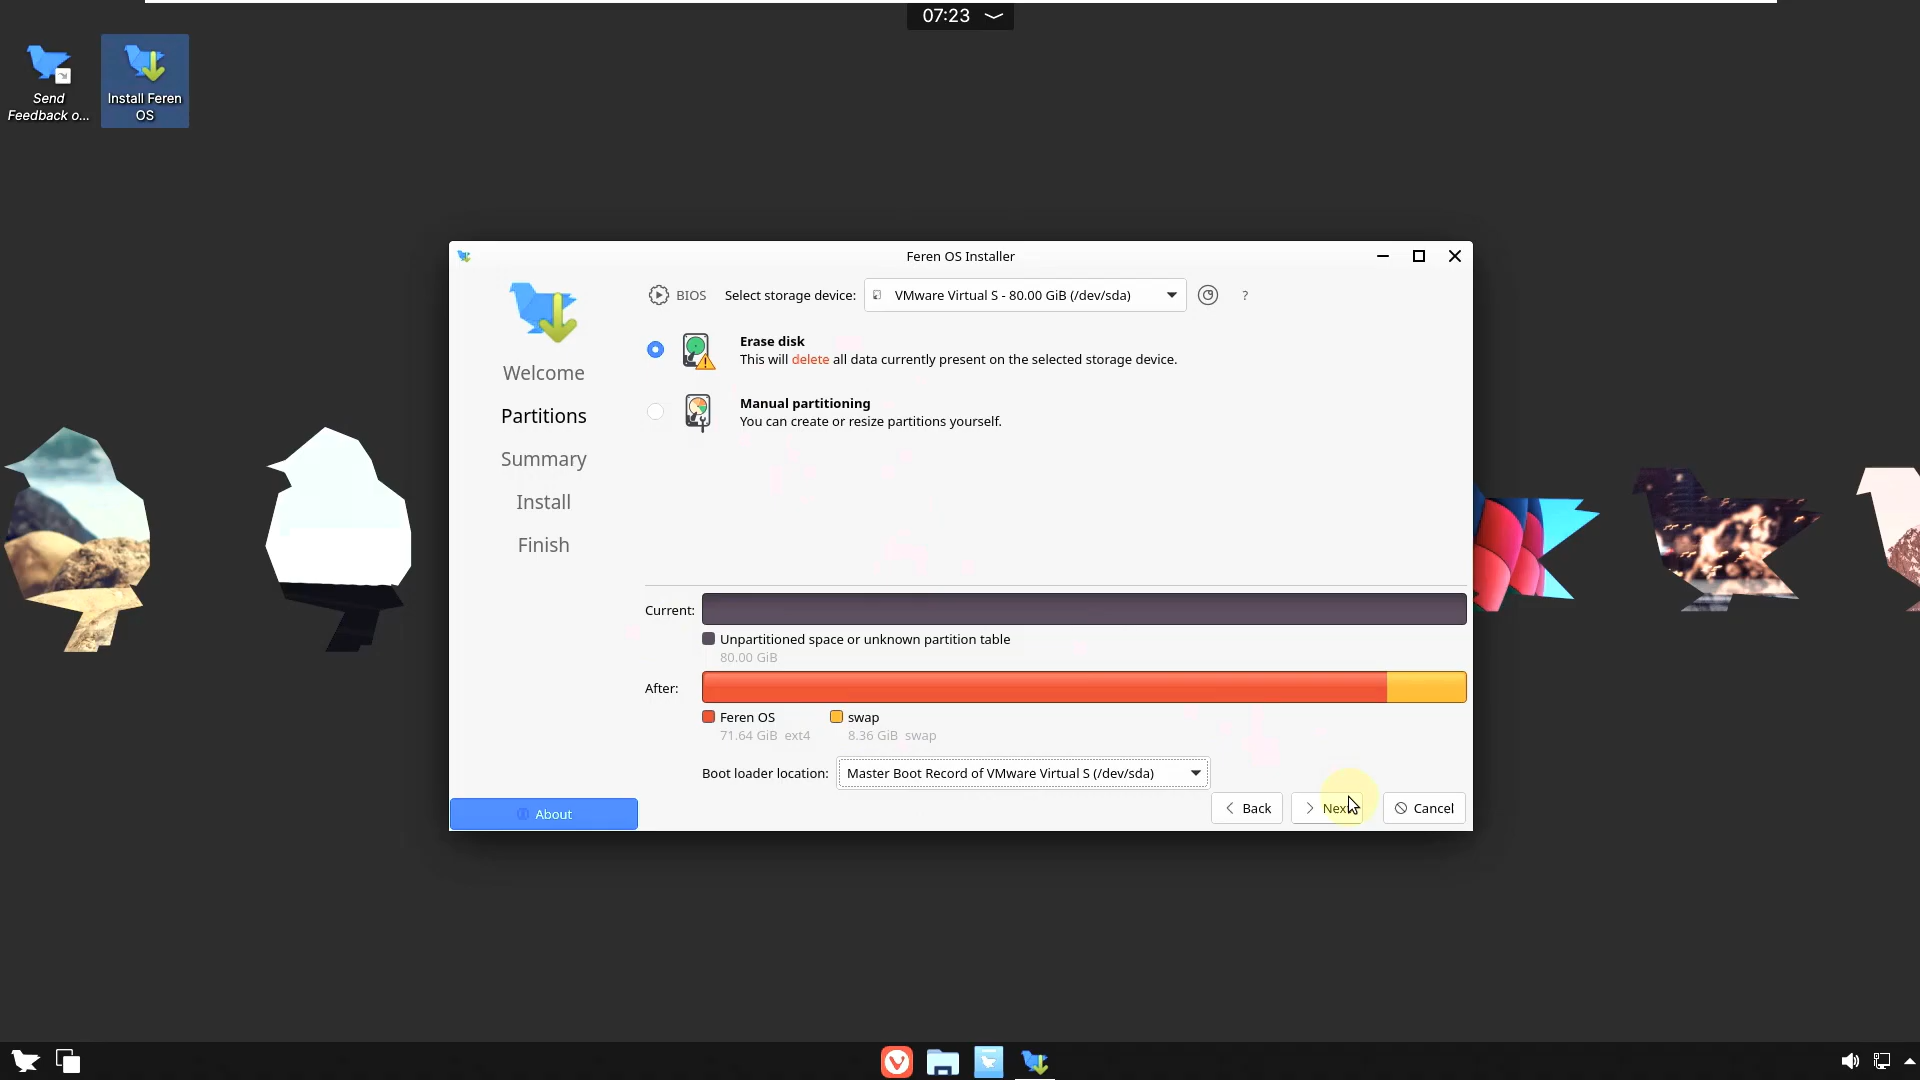 07:23
Send
Feedback o...
Install Feren
OS
Feren OS Installer
BIOS
Select storage device:
VMware Virtual S - 80.00 GiB (/dev/sda)
?
Erase disk
This will delete all data currently present on the selected storage device.
Manual partitioning
You can create or resize partitions yourself.
Welcome
Partitions
Summary
Install
Finish
Current:
Unpartitioned space or unknown partition table
80.00 GiB
After:
Feren OS
71.64 GiB ext4
swap
8.36 GiB swap
Boot loader location:
Master Boot Record of VMware Virtual S (/dev/sda)
About
Back
Next
Cancel